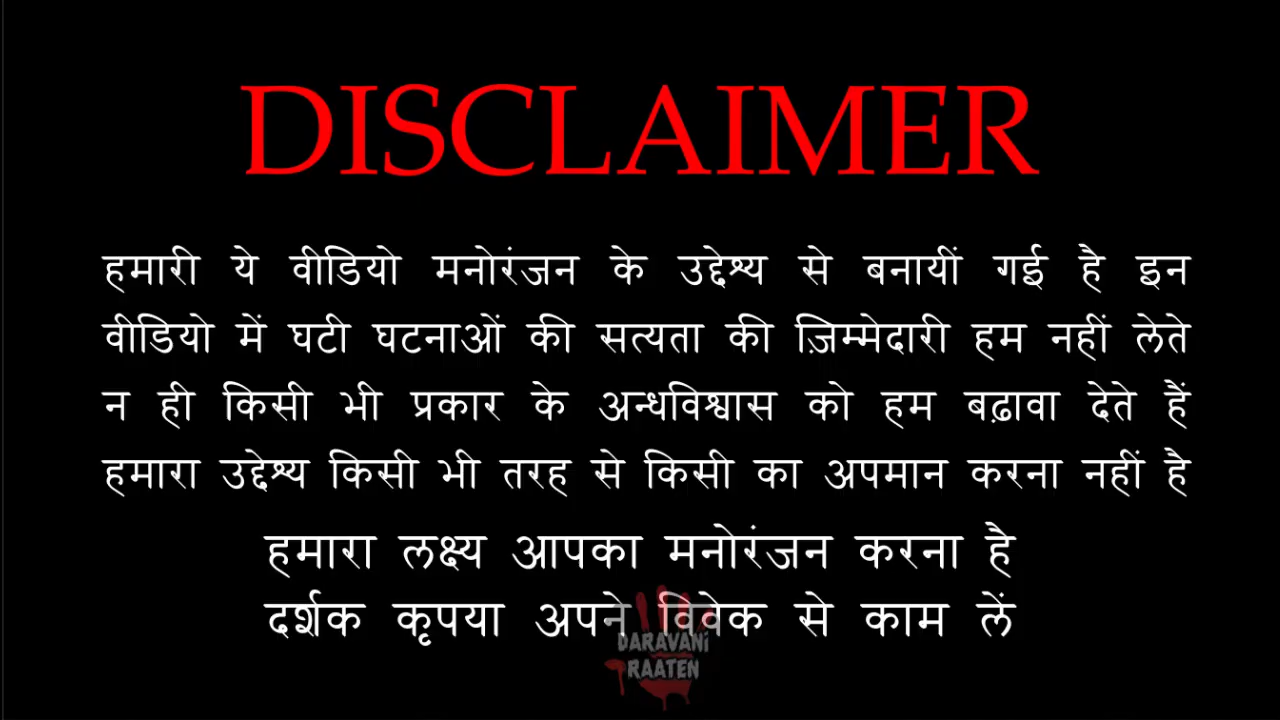 DISCLAIMER
हमारी ये वीडियो मनोरंजन के उद्देश्य से बनायीं गई है इन
वीडियो में घटी घटनाओं की सत्यता की ज़िम्मेदारी हम नहीं लेते
न ही किसी भी प्रकार के अन्धविश्वास को हम बढ़ावा देते हैं
हमारा उद्देश्य किसी भी तरह से किसी का अपमान करना नहीं है
हमारा लक्ष्य आपका मनोरंजन करना है
दर्शक कृपया अपने विवेक से काम लें
DARAVANi
RAATEN